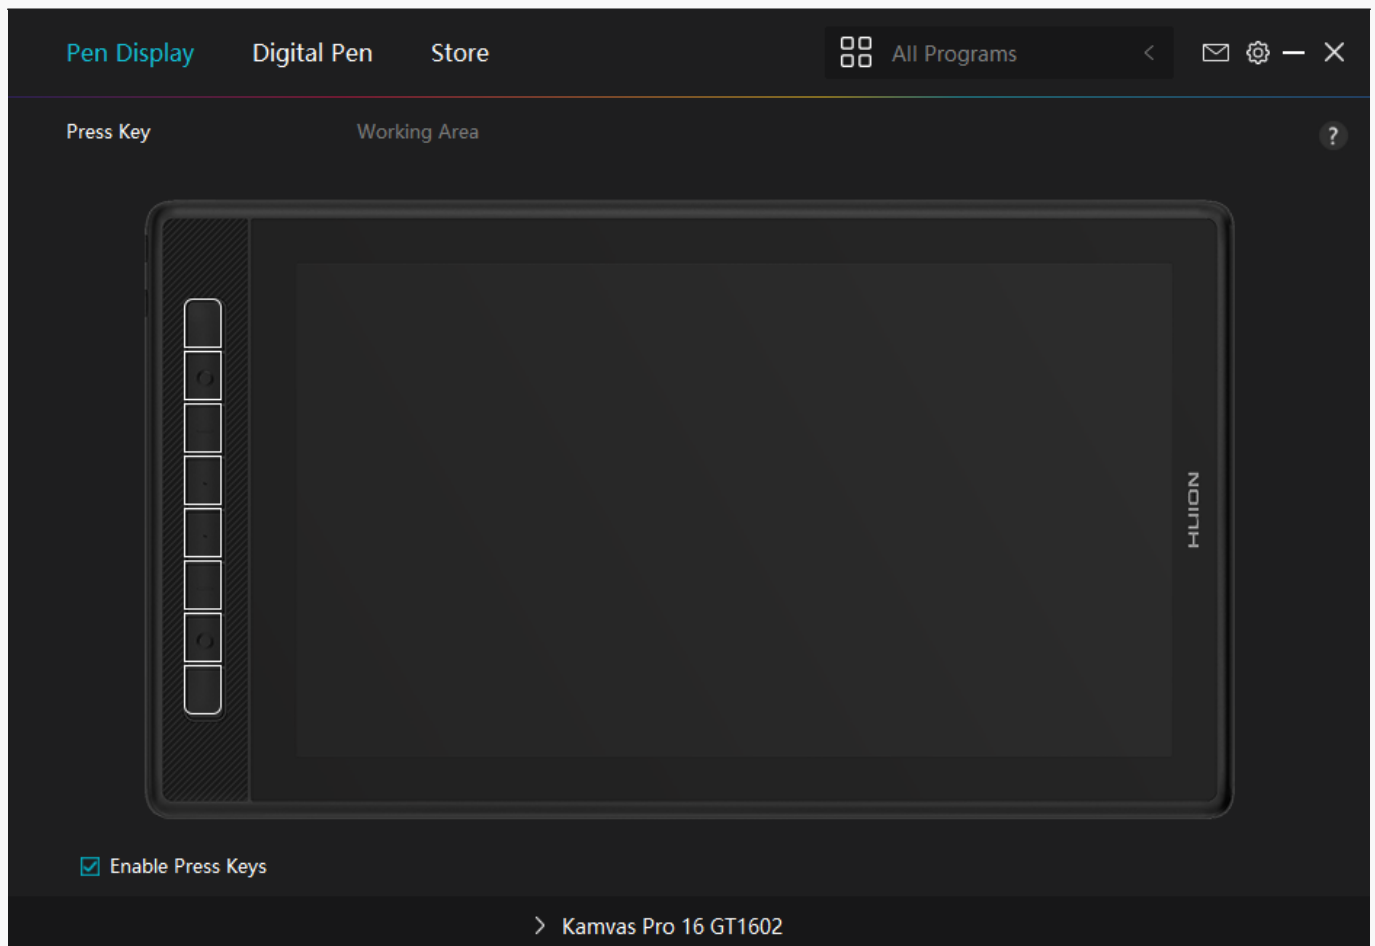 Pen Display Digital Pen Store All Programs
Press Key Working Area ?
HUION
Enable Press Keys
Kamvas Pro 16 GT1602